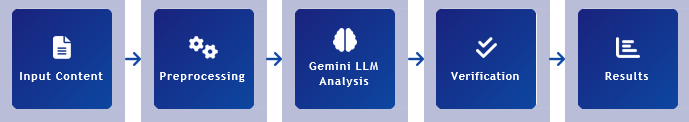 Input Content
Preprocessing
Gemini LLM
Analysis
Verification
Results